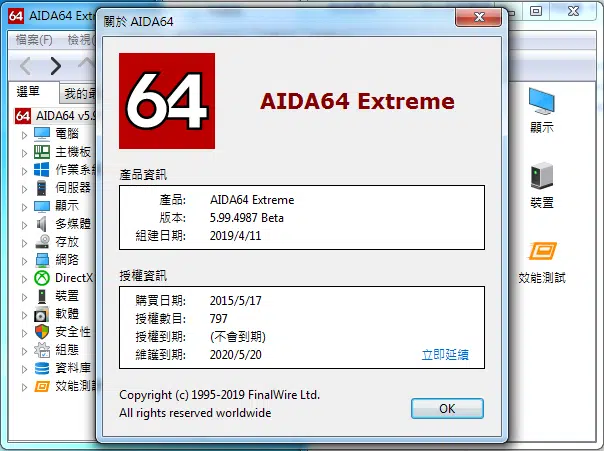 64 AIDA64 Ext
關於 AIDA64
檔案(F) 檢視(
選單
我的最
64 AIDA64 v5.9
電腦
主機板
作業系統
伺服器
顯示
多媒體
存放
網路
DirectX
裝置
軟體
安全性
組態
資料庫
效能測試
64
AIDA64 Extreme
產品資訊
產品: AIDA64 Extreme
版本: 5.99.4987 Beta
組建日期: 2019/4/11
授權資訊
購買日期: 2015/5/17
授權數目: 797
授權到期: (不會到期)
維護到期: 2020/5/20 立即延續
Copyright (c) 1995-2019 FinalWire Ltd.
All rights reserved worldwide
OK
顯示
裝置
效能測試